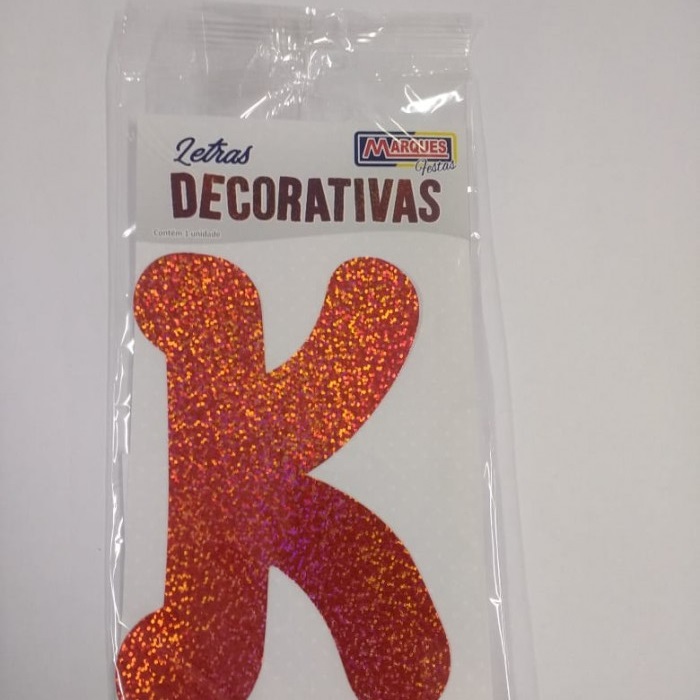 Letras
MARQUES
Festas
DECORATIVAS
Contém 1 unidade
K